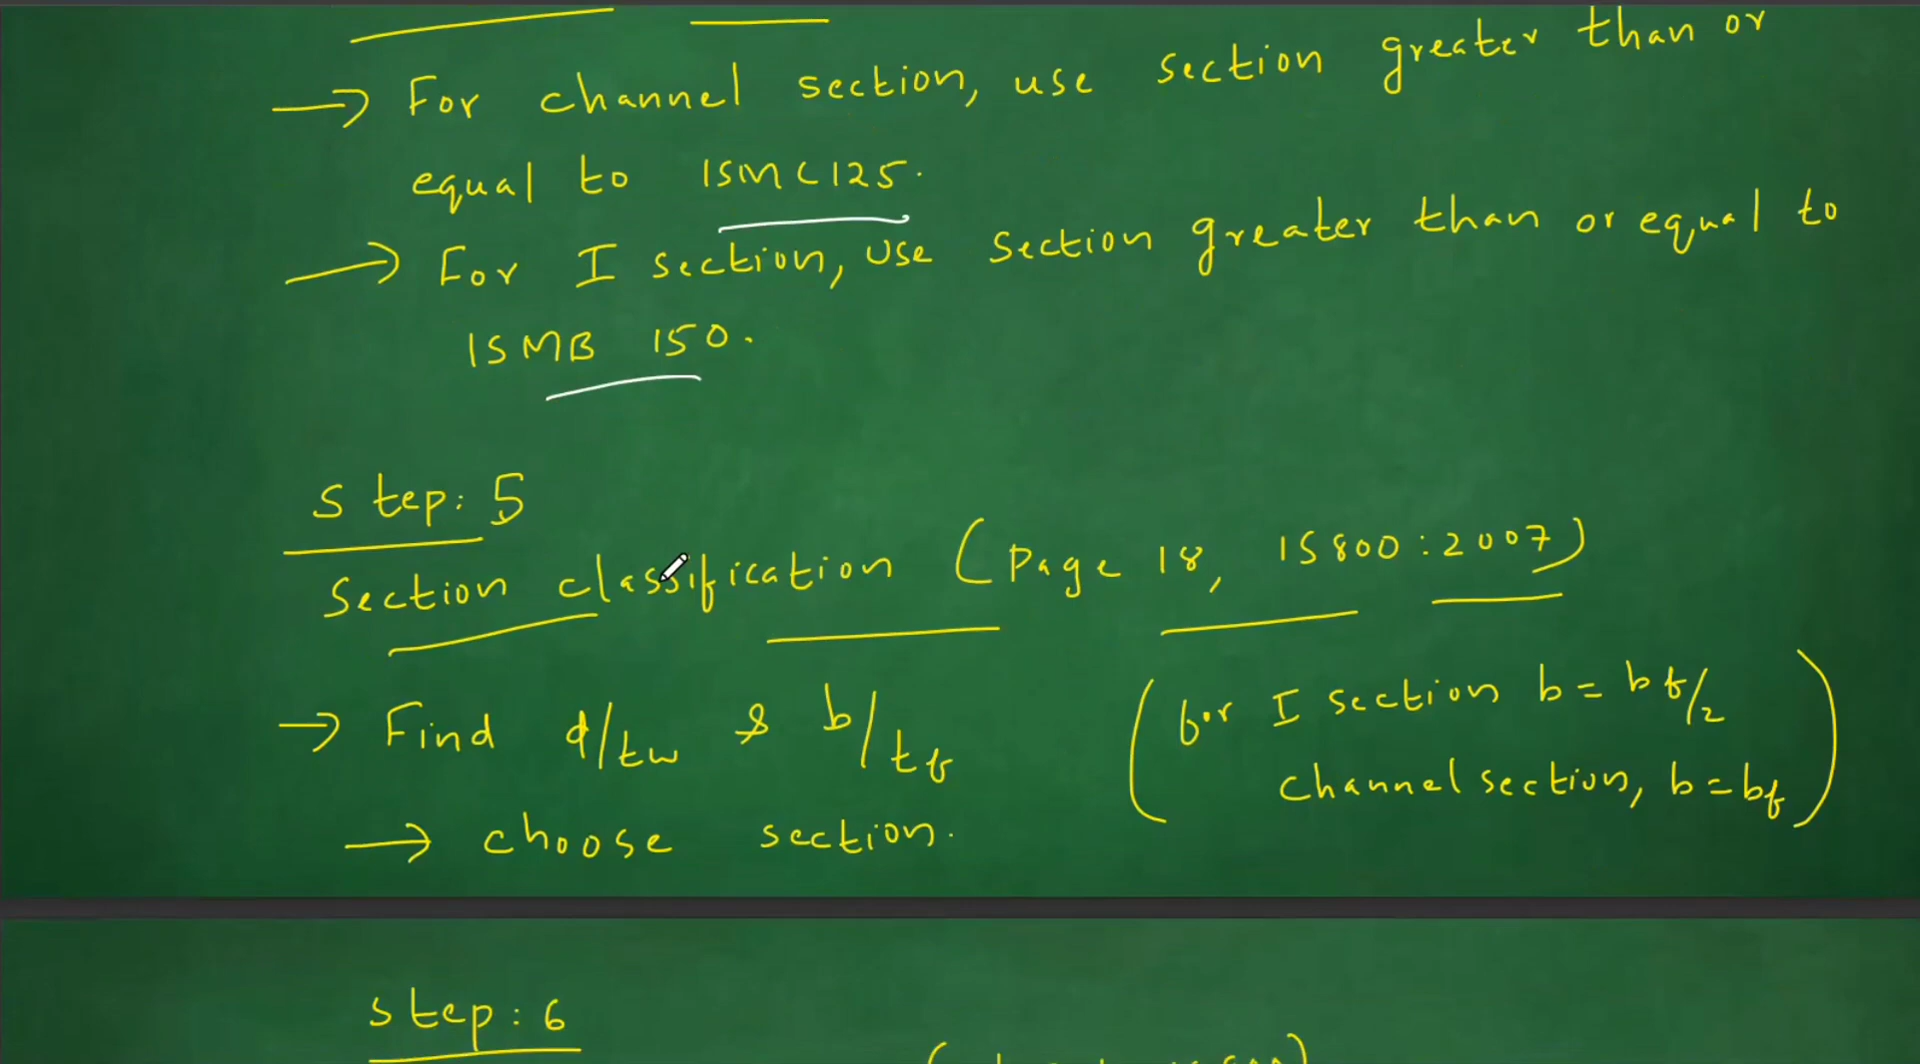 → For channel section, use section greater than or
equal to ISMC125.
→ For I section, use section greater than or equal to
ISMB 150.
Step: 5
Section classification (Page 18, IS800:2007)
→ Find d/tw & b/tf (for I section b = bf/2
channel section, b = bf)
→ choose section.
step: 6